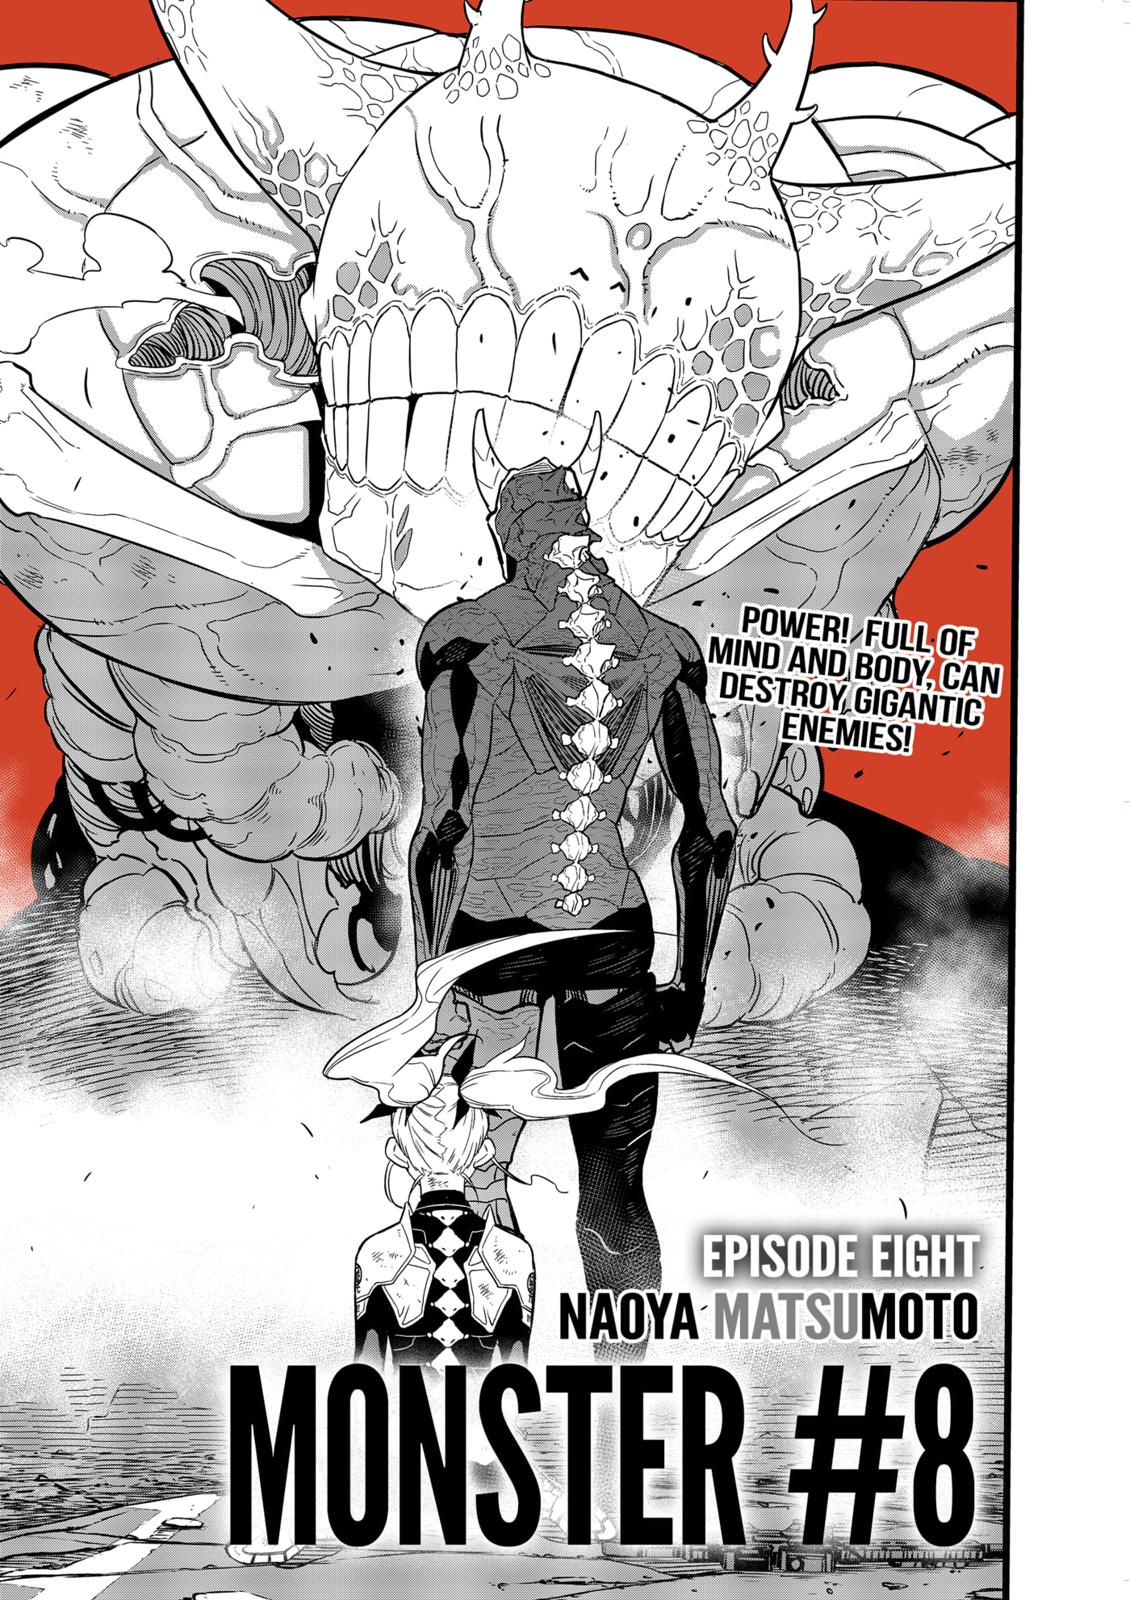 POWER! FULL OF
MIND AND BODY, CAN
DESTROY GIGANTIC
ENEMIES!
EPISODE EIGHT
NAOYA MATSUMOTO
MONSTER #8